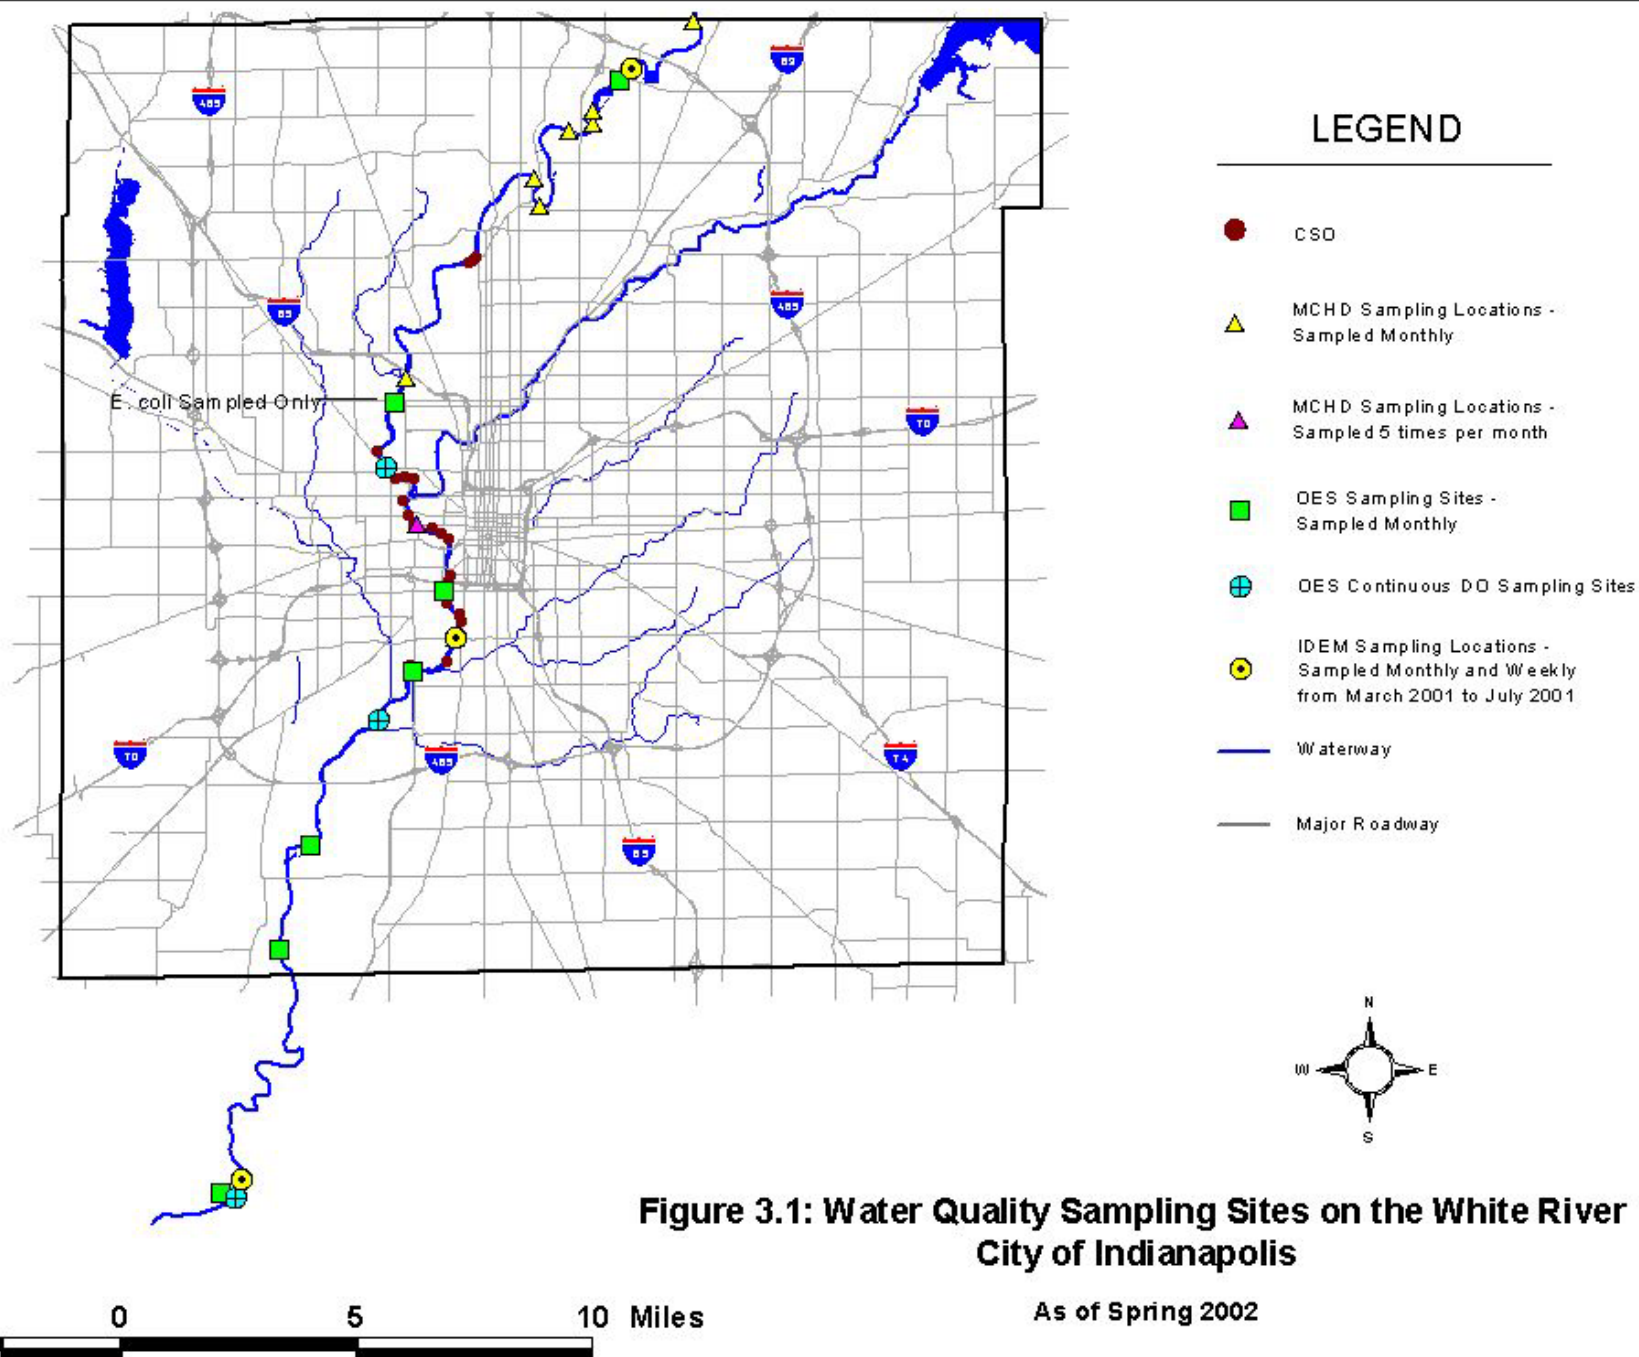 465
69
LEGEND
CSO
MCHD Sampling Locations -
Sampled Monthly
65
465
E. coli Sampled Only
MCHD Sampling Locations -
Sampled 5 times per month
70
OES Sampling Sites -
Sampled Monthly
OES Continuous DO Sampling Sites
IDEM Sampling Locations -
Sampled Monthly and Weekly
from March 2001 to July 2001
70
465
74
Waterway
65
Major Roadway
N
W
E
S
Figure 3.1: Water Quality Sampling Sites on the White River
City of Indianapolis
As of Spring 2002
0 5 10 Miles